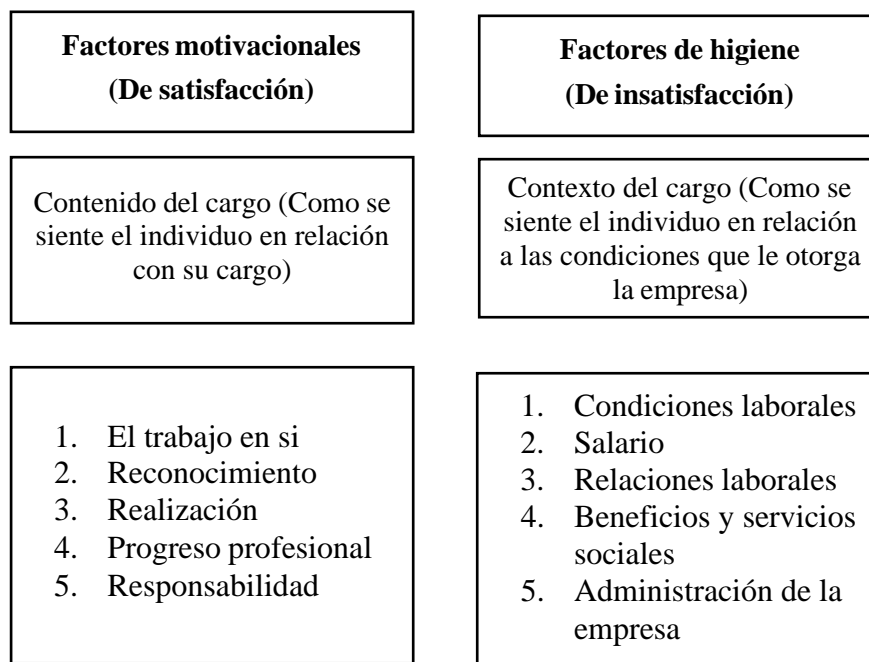 Factores motivacionales
(De satisfacción)
Factores de higiene
(De insatisfacción)
Contenido del cargo (Como se
siente el individuo en relación
con su cargo)
Contexto del cargo (Como se
siente el individuo en relación
a las condiciones que le otorga
la empresa)
1. El trabajo en si
2. Reconocimiento
3. Realización
4. Progreso profesional
5. Responsabilidad
1. Condiciones laborales
2. Salario
3. Relaciones laborales
4. Beneficios y servicios
sociales
5. Administración de la
empresa